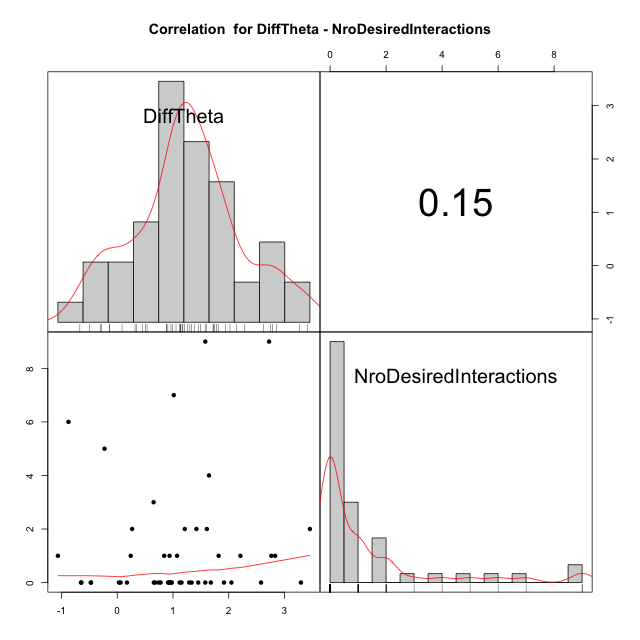 Correlation  for DiffTheta - NroDesiredInteractions
0 2 4 6 8
DiffTheta
0.15
3
2
1
0
-1
NroDesiredInteractions
8
6
4
2
0
-1 0 1 2 3